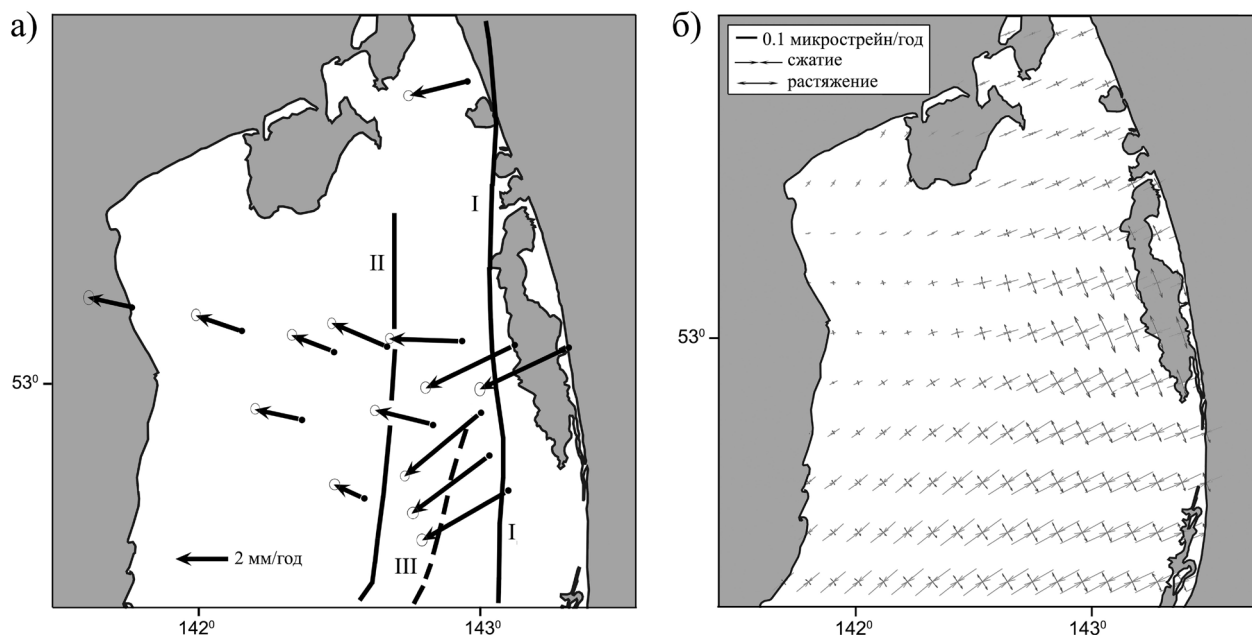 а)
I
II
53⁰
I
III
2 мм/год
142⁰
143⁰
б)
0.1 микрострейн/год
сжатие
растяжение
53⁰
142⁰
143⁰